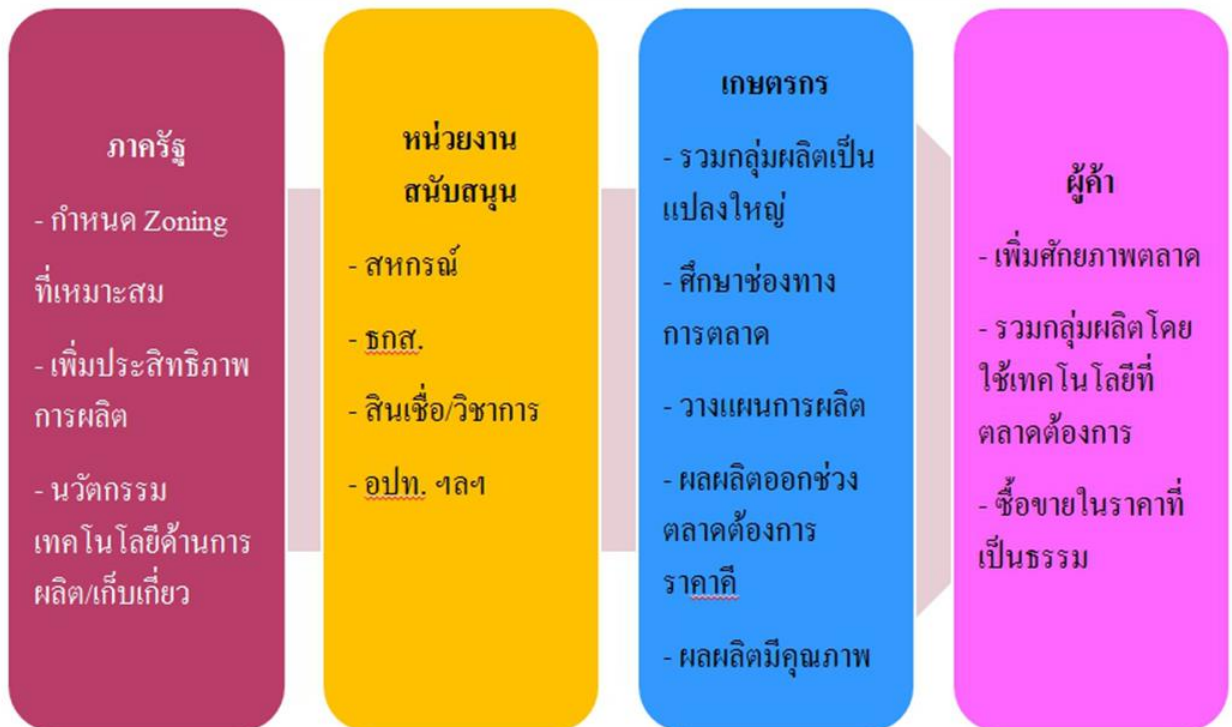 ภาครัฐ
- กำหนด Zoning
ที่เหมาะสม
- เพิ่มประสิทธิภาพ
การผลิต
- นวัตกรรม
เทคโนโลยีด้านการ
ผลิต/เก็บเกี่ยว
หน่วยงาน
สนับสนุน
- สหกรณ์
- ธกส.
- สินเชื่อ/วิชาการ
- อปท. ฯลฯ
เกษตรกร
- รวมกลุ่มผลิตเป็น
แปลงใหญ่
- ศึกษาช่องทาง
การตลาด
- วางแผนการผลิต
- ผลผลิตออกช่วง
ตลาดต้องการ
ราคาคี
- ผลผลิตมีคุณภาพ
ผู้ค้า
- เพิ่มศักยภาพตลาด
- รวมกลุ่มผลิตโดย
ใช้เทคโนโลยีที่
ตลาดต้องการ
- ซื้อขายในราคาที่
เป็นธรรม